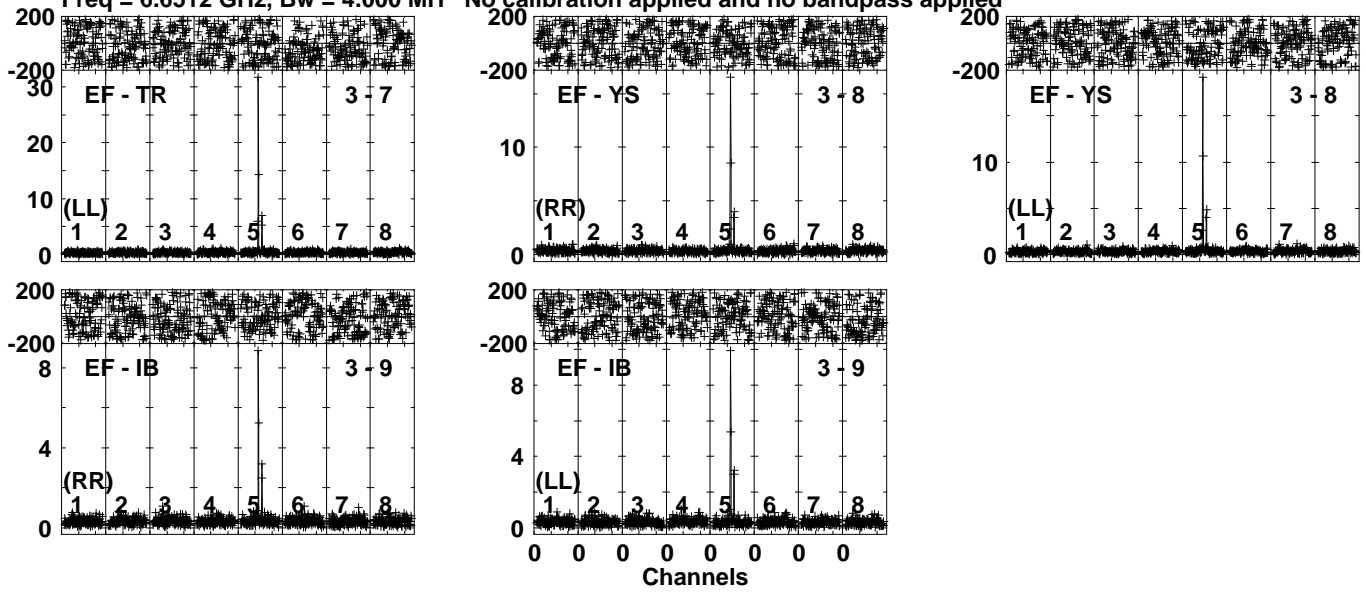 Freq = 6.6512 GHz, Bw = 4.000 MH No calibration applied and no bandpass applied
200 200 200
-200 -200 -200
30 EF - TR 3 - 7 EF - YS 3 - 8 EF - YS 3 - 8
20
10 10 10
(LL) (RR) (LL)
1 2 3 4 5 6 7 8 1 2 3 4 5 6 7 8 1 2 3 4 5 6 7 8
0 0 0
200 200
-200 -200
8 EF - IB 3 - 9 8 EF - IB 3 - 9
4 4
(RR) (LL)
1 2 3 4 5 6 7 8 1 2 3 4 5 6 7 8
0 0
0 0 0 0 0 0 0 0
Channels